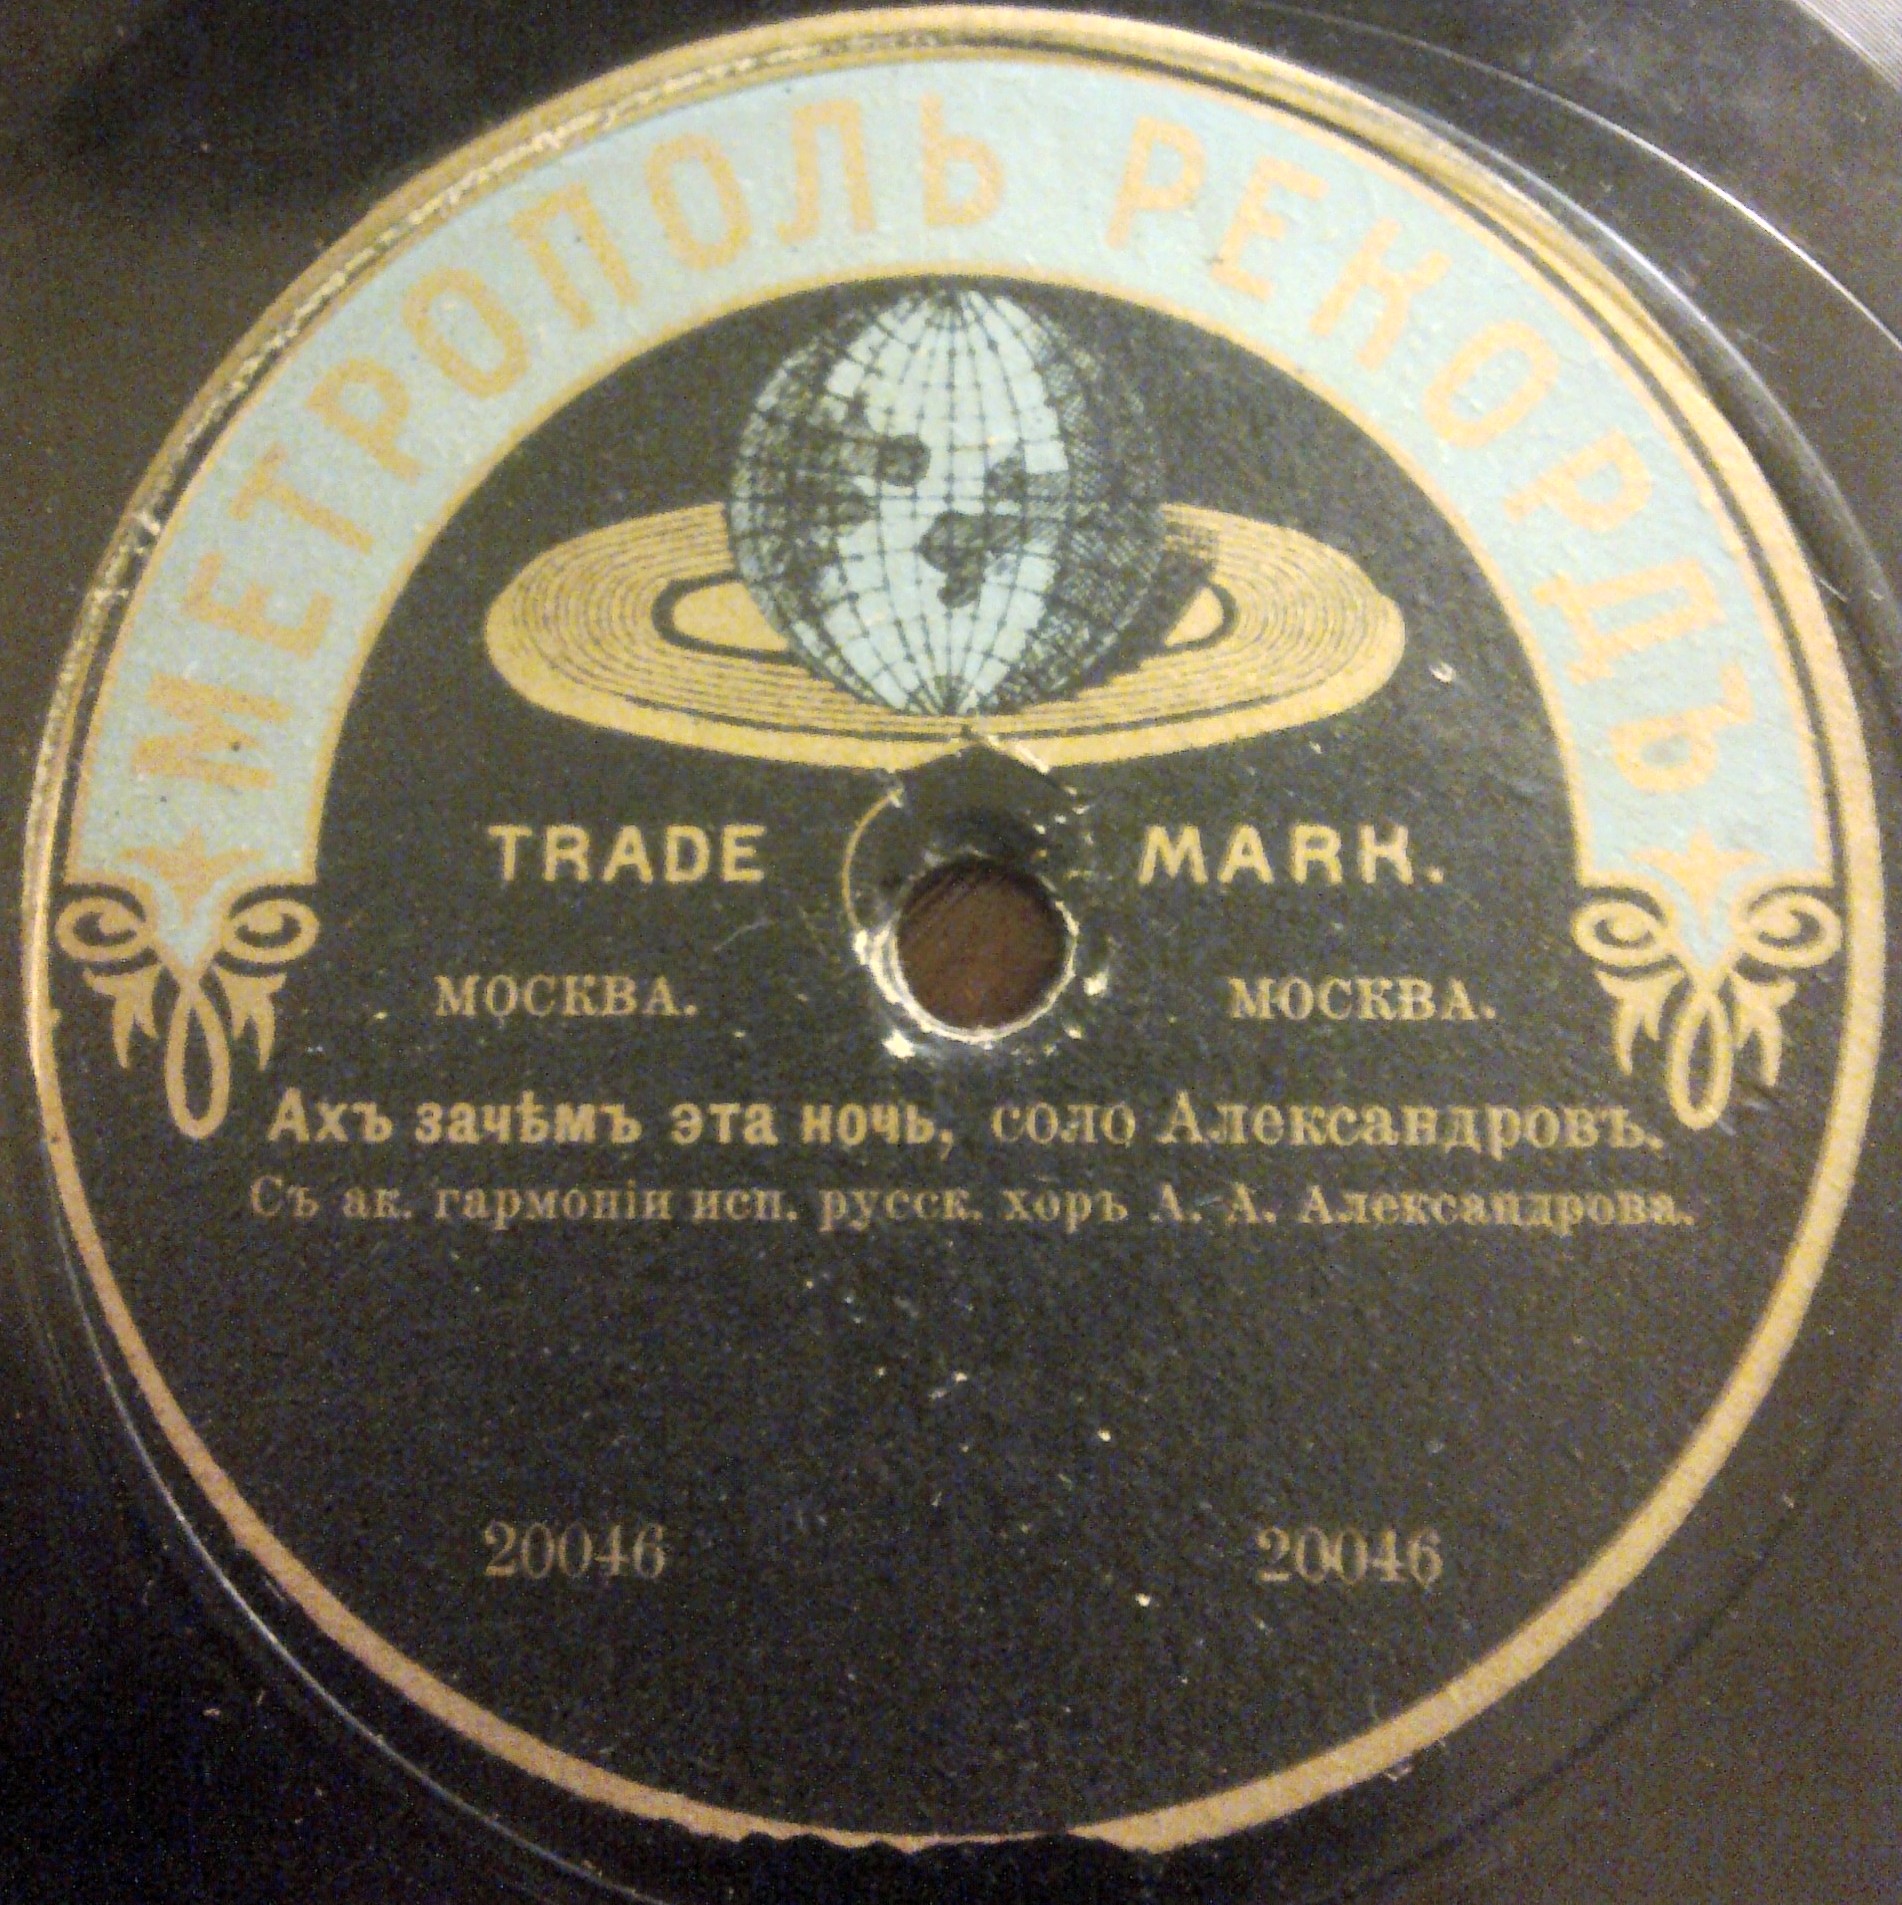 МЕТРОПОЛЬ РЕКОРДЪ
TRADE MARK.
МОСКВА. МОСКВА.
Ахъ зачѣмъ эта ночь, соло Александровъ.
Съ ак. гармоніи исп. русск. хоръ А. А. Александрова.
20046 20046